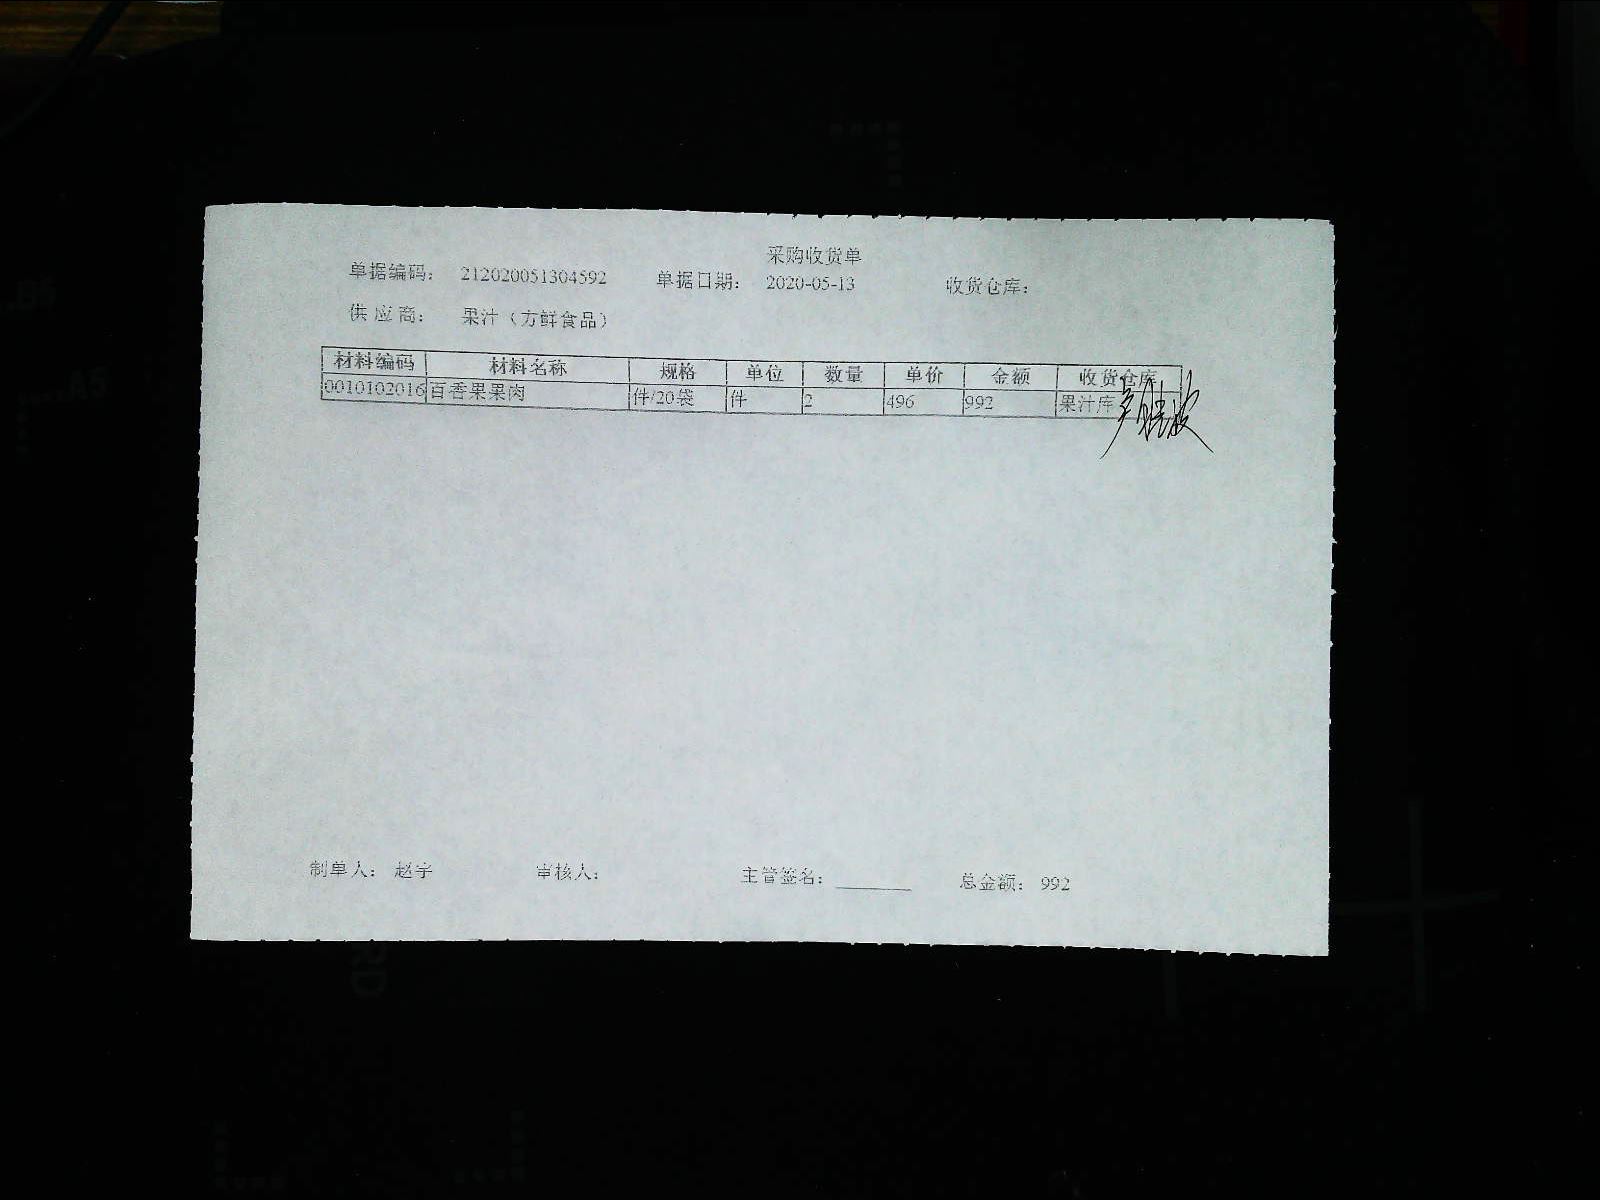 采购收货单
单据编码： 212020051304592 单据日期： 2020-05-13 收货仓库：
供 应 商： 果汁（方鲜食品）
材料编码 材料名称 规格 单位 数量 单价 金额 收货仓库
0010102016 百香果果肉 件/20袋 件 2 496 992 果汁库
制单人： 赵宇 审核人： 主管签名： ________ 总金额： 992